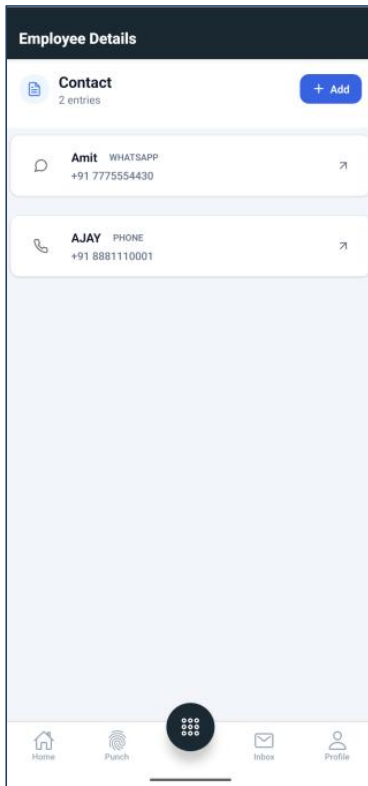 Employee Details
Contact
2 entries
+ Add
Amit WHATSAPP
+91 7775554430
AJAY PHONE
+91 8881110001
Home
Punch
Inbox
Profile